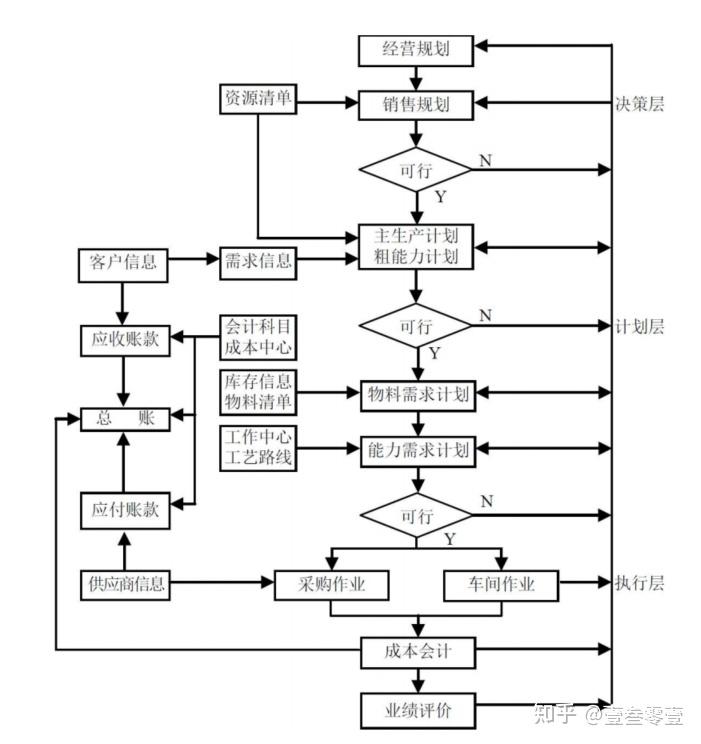 经营规划
资源清单
销售规划
决策层
可行
N
Y
主生产计划
粗能力计划
客户信息
需求信息
可行
N
Y
计划层
应收账款
会计科目
成本中心
库存信息
物料清单
物料需求计划
总 账
工作中心
工艺路线
能力需求计划
应付账款
可行
N
Y
供应商信息
采购作业
车间作业
执行层
成本会计
业绩评价
知乎 @壹叁零壹